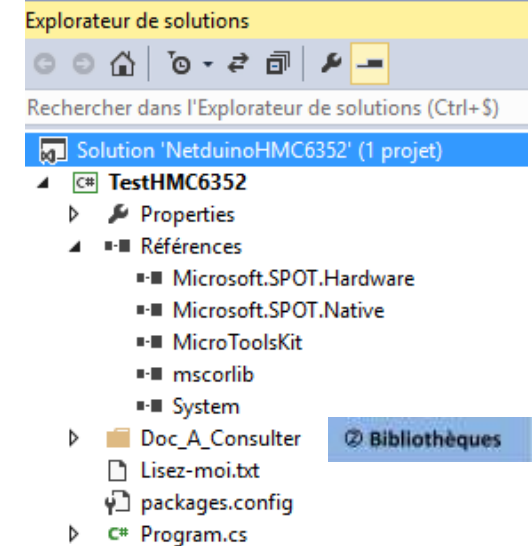 Explorateur de solutions
Rechercher dans l'Explorateur de solutions (Ctrl+$)
Solution 'NetduinoHMC6352' (1 projet)
C# TestHMC6352
Properties
Références
Microsoft.SPOT.Hardware
Microsoft.SPOT.Native
MicroToolsKit
mscorlib
System
Doc_A_Consulter ② Bibliothèques
Lisez-moi.txt
packages.config
C# Program.cs